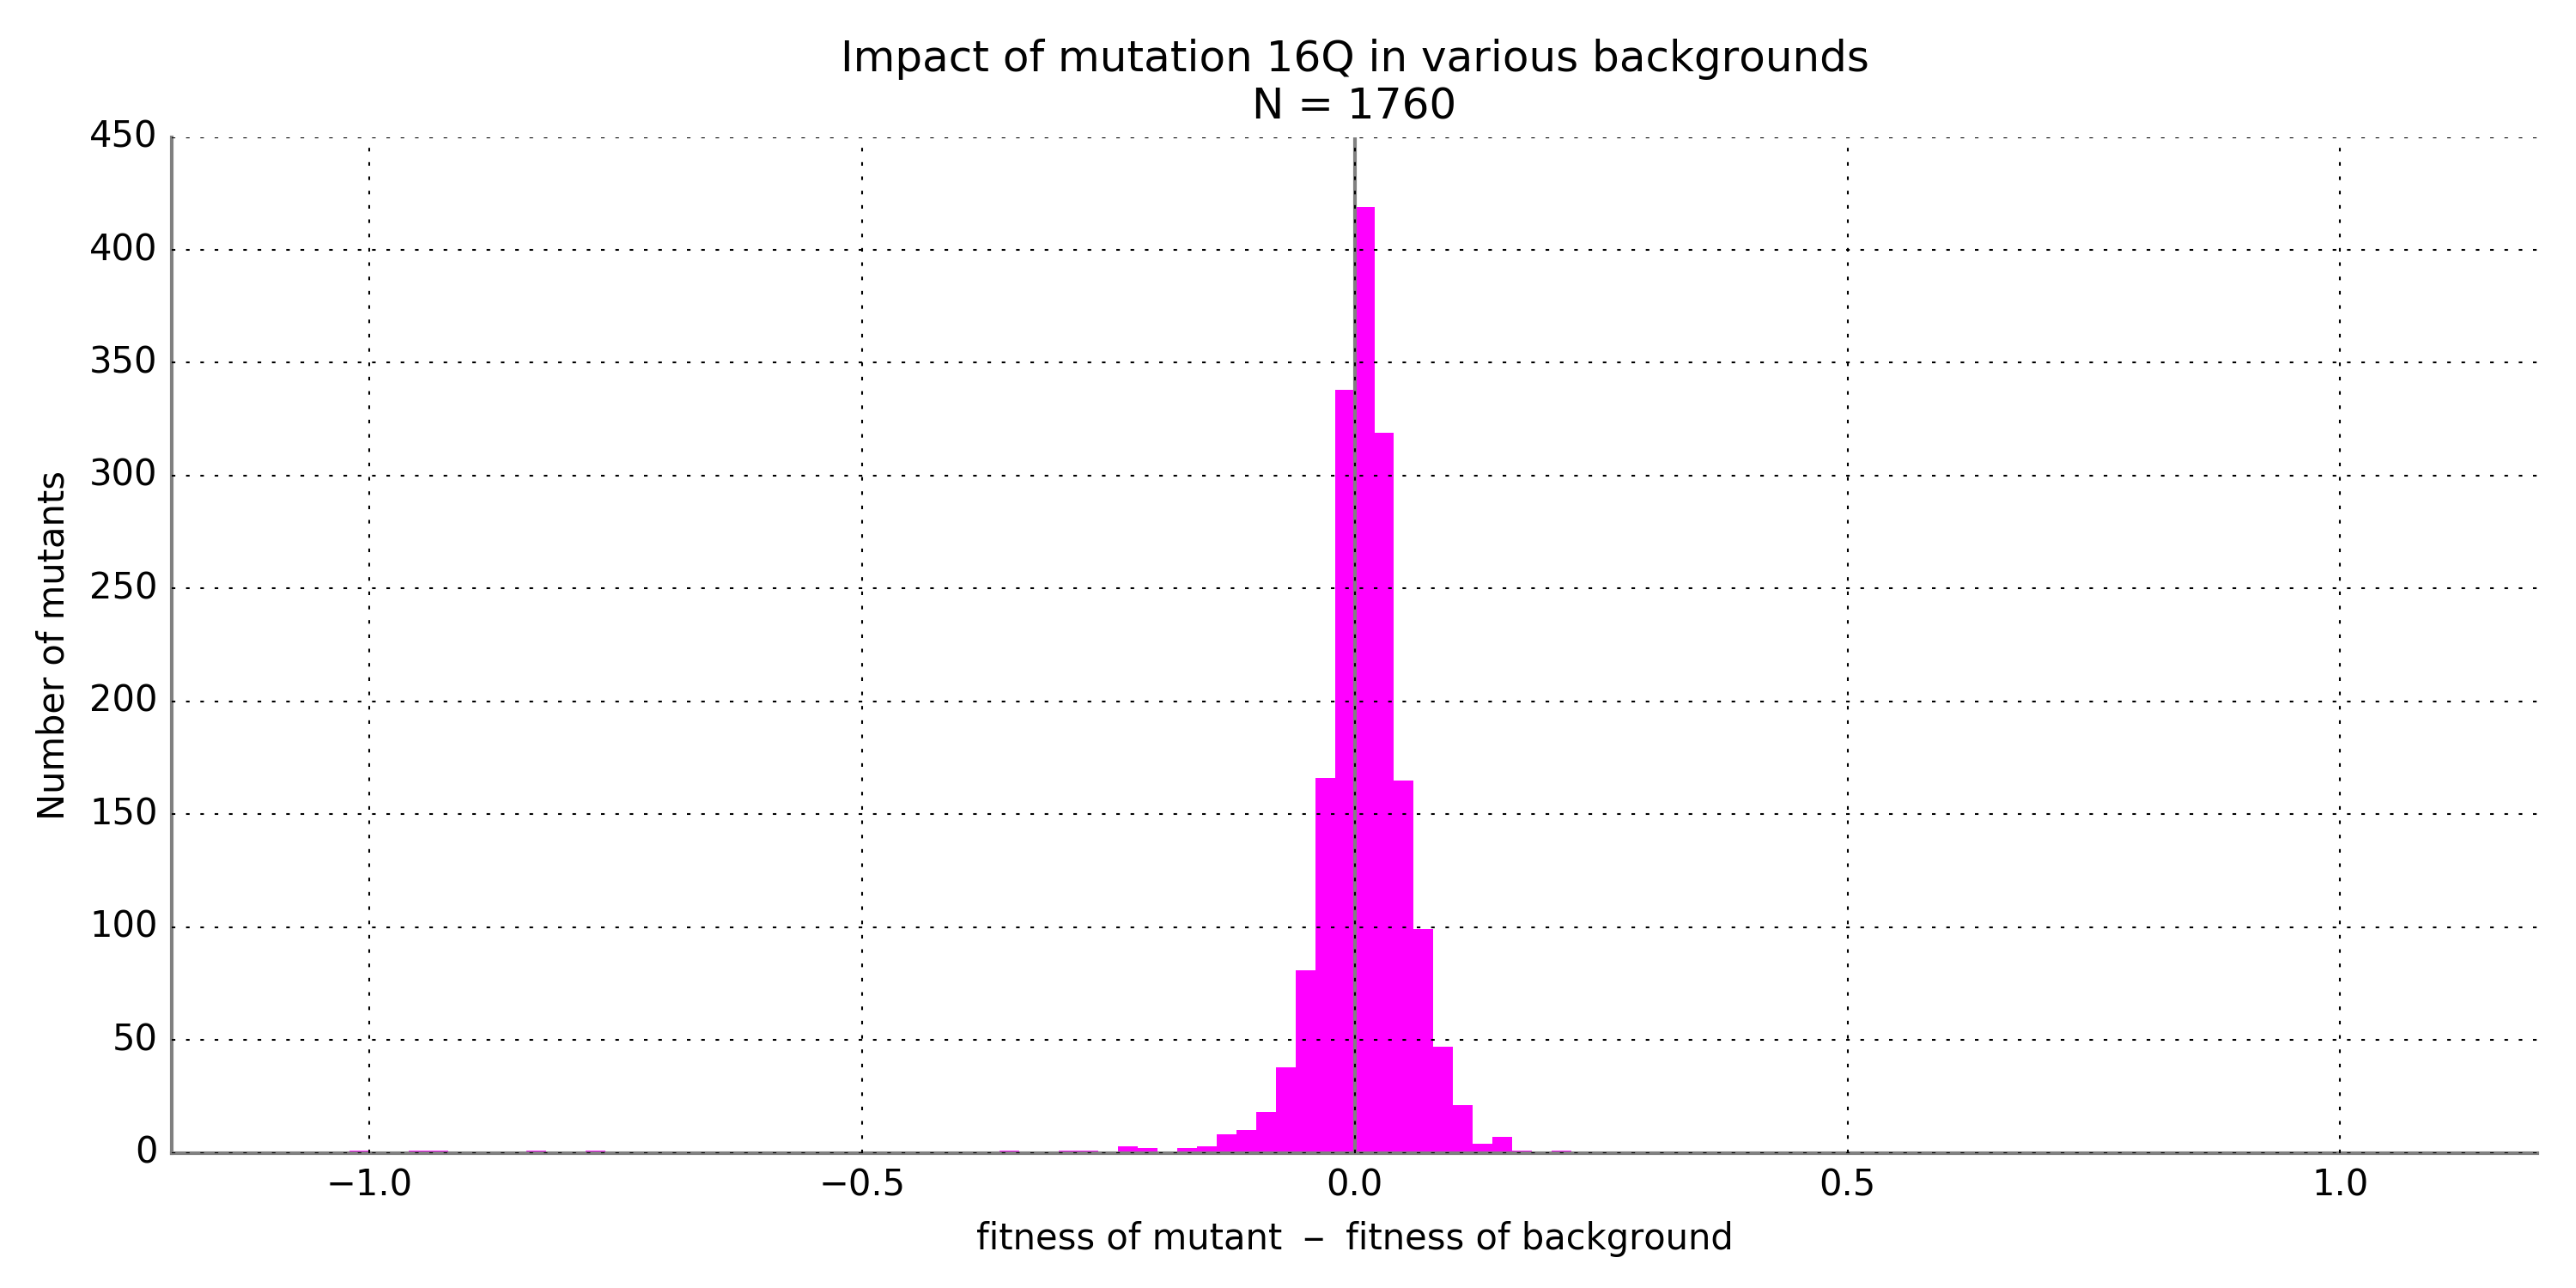 Impact of mutation 16Q in various backgrounds
N = 1760
450
400
350
300
250
200
150
100
50
0
Number of mutants
−1.0 −0.5 0.0 0.5 1.0
fitness of mutant − fitness of background